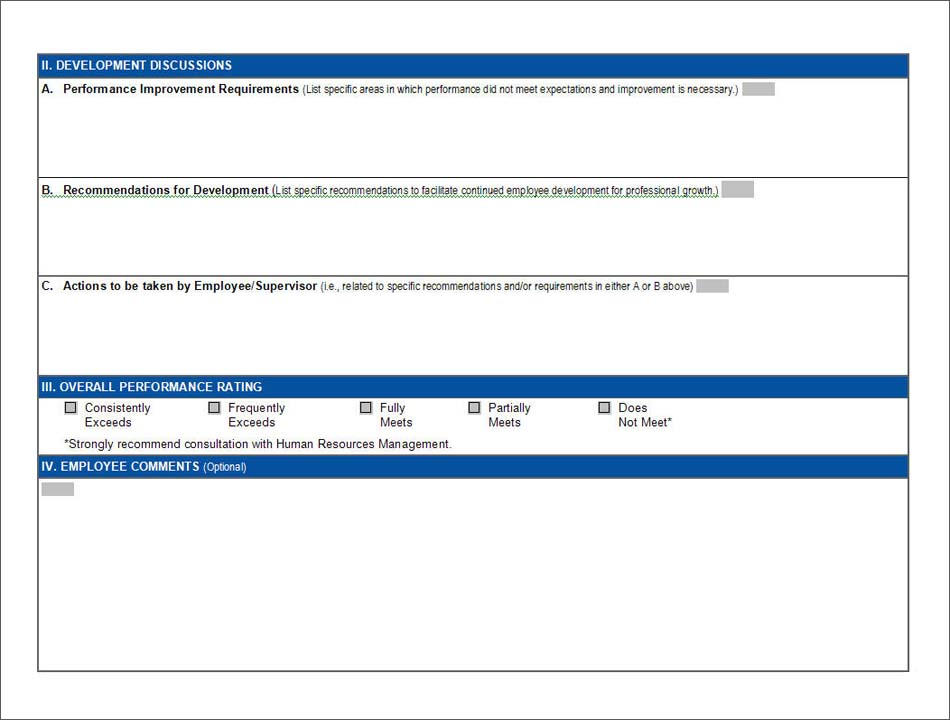 II. DEVELOPMENT DISCUSSIONS
A. Performance Improvement Requirements (List specific areas in which performance did not meet expectations and improvement is necessary.)
B. Recommendations for Development (List specific recommendations to facilitate continued employee development for professional growth.)
C. Actions to be taken by Employee/Supervisor (i.e., related to specific recommendations and/or requirements in either A or B above)
III. OVERALL PERFORMANCE RATING
Consistently Frequently Fully Partially Does
Exceeds Exceeds Meets Meets Not Meet*
*Strongly recommend consultation with Human Resources Management.
IV. EMPLOYEE COMMENTS (Optional)